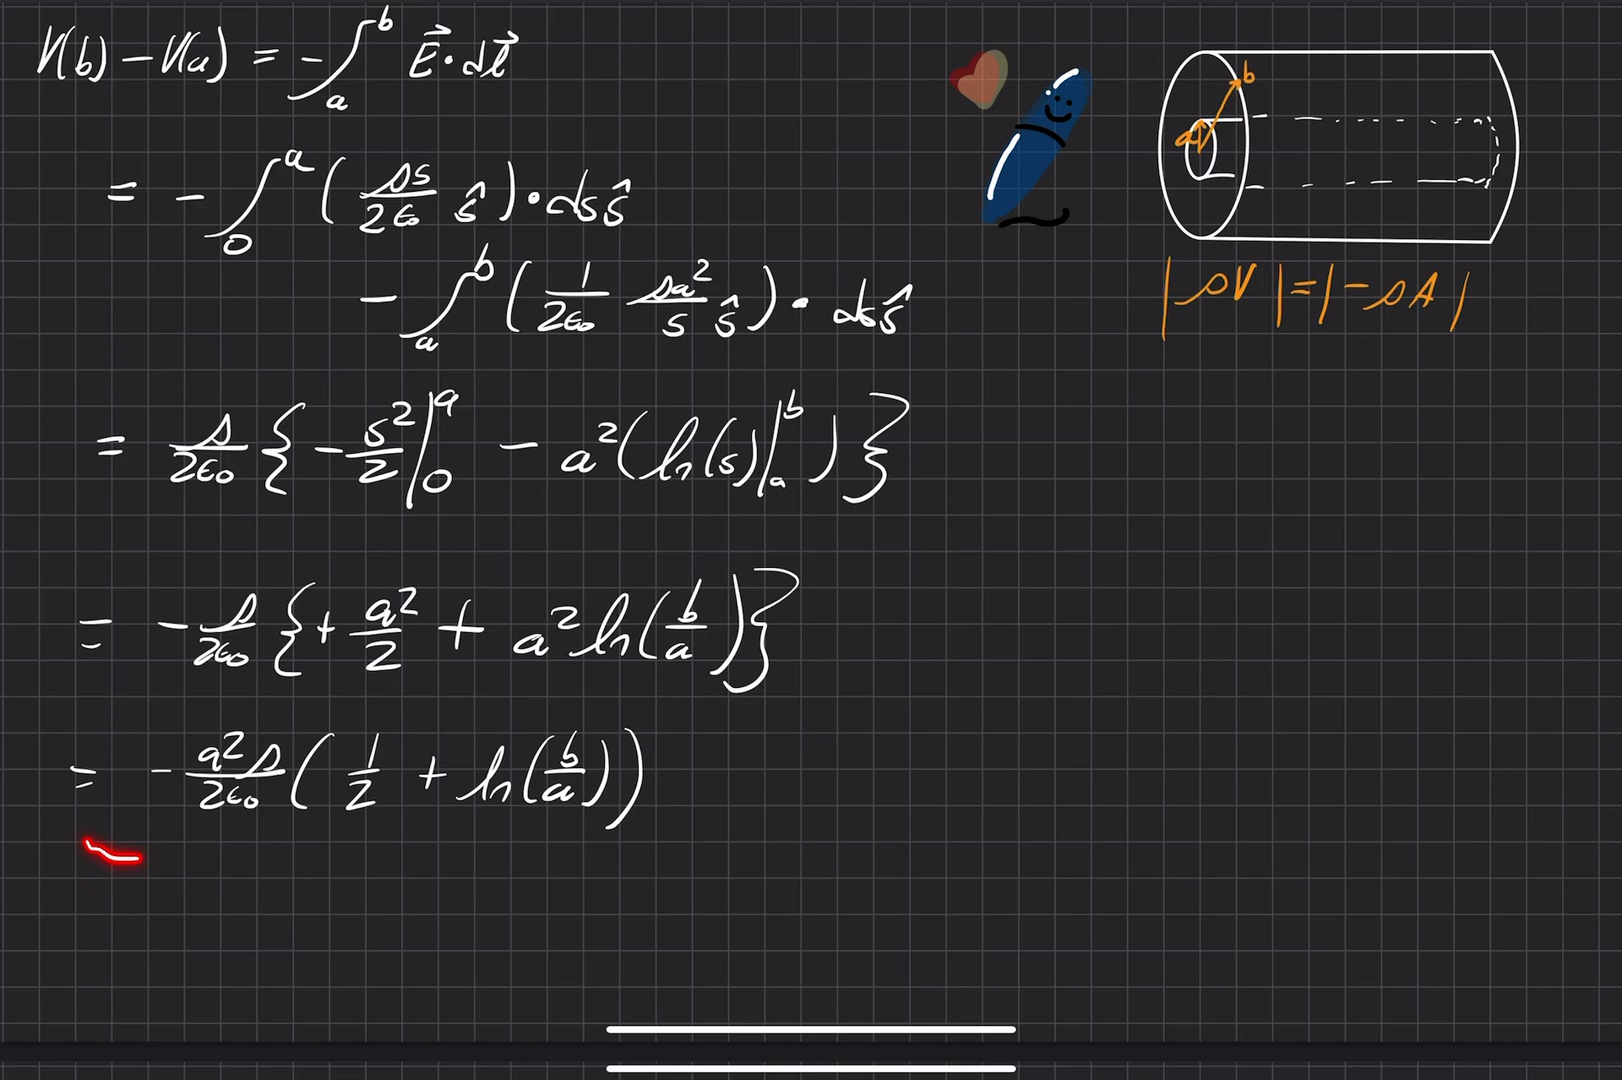 V(b) − V(a) = − ∫_a^b E⃗ · dl⃗
= − ∫_0^a (ρs/2ϵ₀ ŝ) · ds ŝ
− ∫_a^b (1/2ϵ₀ ρa²/s ŝ) · ds ŝ
= ρ/2ϵ₀ { − s²/2 |_0^a − a² (ln(s)|_a^b ) }
= − ρ/2ϵ₀ { + a²/2 + a² ln(b/a) }
= − a²ρ/2ϵ₀ ( 1/2 + ln(b/a) )
b
a
| ρV | = | −ρA |